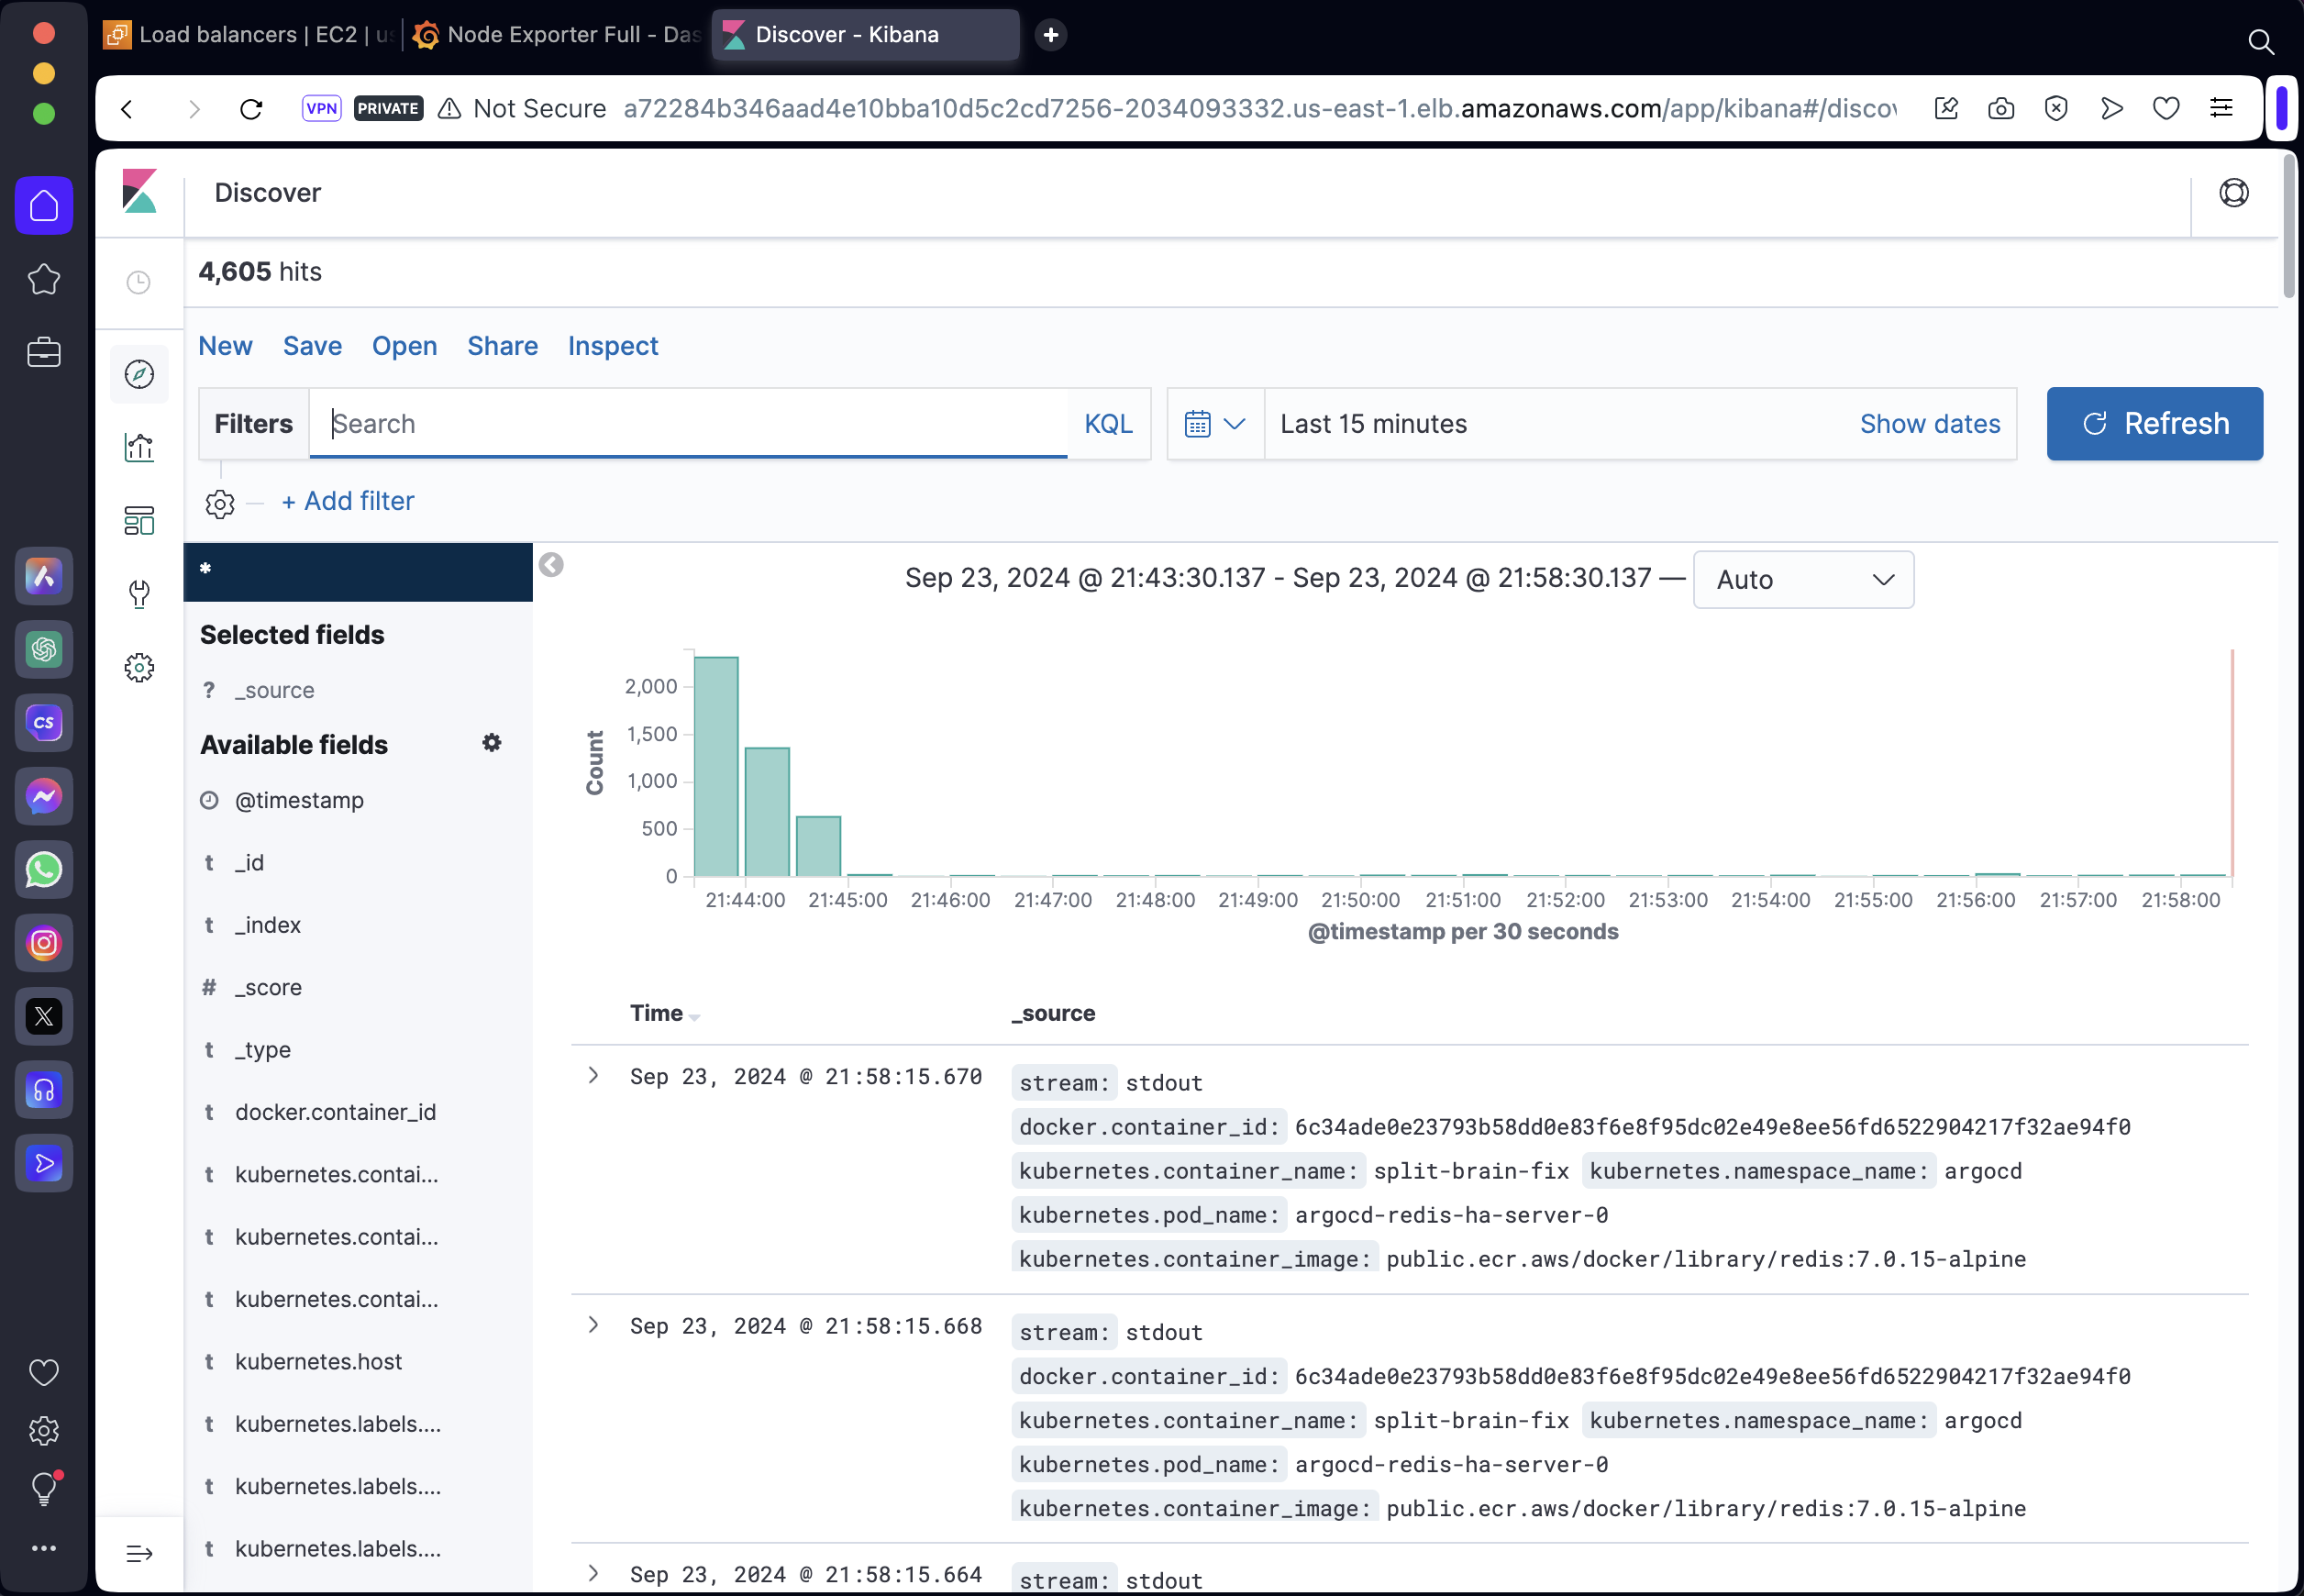 Load balancers | EC2 | us
Node Exporter Full - Das
Discover - Kibana
VPN PRIVATE Not Secure a72284b346aad4e10bba10d5c2cd7256-2034093332.us-east-1.elb.amazonaws.com/app/kibana#/discov
Discover
4,605 hits
New Save Open Share Inspect
Filters Search KQL Last 15 minutes Show dates Refresh
+ Add filter
*
Sep 23, 2024 @ 21:43:30.137 - Sep 23, 2024 @ 21:58:30.137 — Auto
Selected fields
? _source
Available fields
@timestamp
t _id
t _index
# _score
t _type
t docker.container_id
t kubernetes.contai...
t kubernetes.contai...
t kubernetes.contai...
t kubernetes.host
t kubernetes.labels....
t kubernetes.labels....
t kubernetes.labels....
Count
2,000
1,500
1,000
500
0
21:44:00 21:45:00 21:46:00 21:47:00 21:48:00 21:49:00 21:50:00 21:51:00 21:52:00 21:53:00 21:54:00 21:55:00 21:56:00 21:57:00 21:58:00
@timestamp per 30 seconds
Time _source
Sep 23, 2024 @ 21:58:15.670 stream: stdout
docker.container_id: 6c34ade0e23793b58dd0e83f6e8f95dc02e49e8ee56fd6522904217f32ae94f0
kubernetes.container_name: split-brain-fix kubernetes.namespace_name: argocd
kubernetes.pod_name: argocd-redis-ha-server-0
kubernetes.container_image: public.ecr.aws/docker/library/redis:7.0.15-alpine
Sep 23, 2024 @ 21:58:15.668 stream: stdout
docker.container_id: 6c34ade0e23793b58dd0e83f6e8f95dc02e49e8ee56fd6522904217f32ae94f0
kubernetes.container_name: split-brain-fix kubernetes.namespace_name: argocd
kubernetes.pod_name: argocd-redis-ha-server-0
kubernetes.container_image: public.ecr.aws/docker/library/redis:7.0.15-alpine
Sep 23, 2024 @ 21:58:15.664 stream: stdout
CS